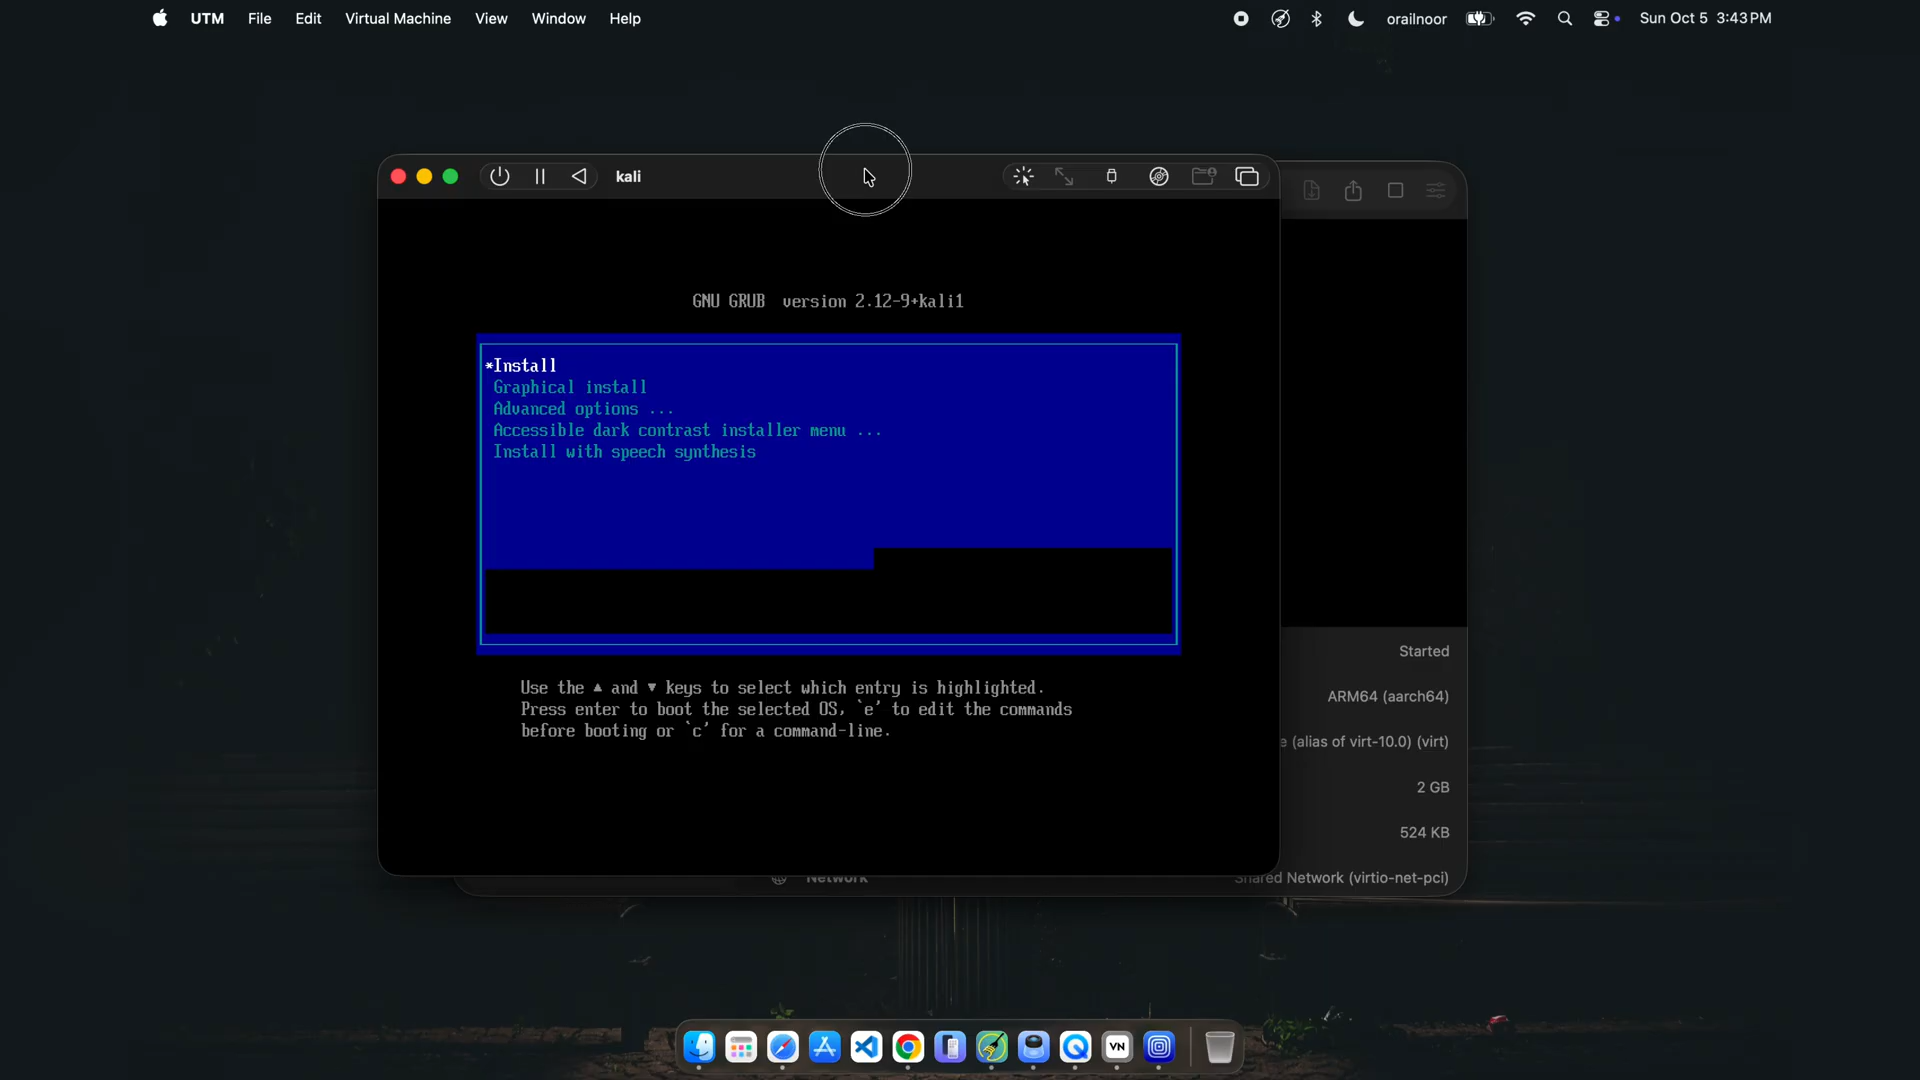 UTM File Edit Virtual Machine View Window Help orailnoor Sun Oct 5 3:43 PM
kali
GNU GRUB version 2.12-9+kali1
*Install
Graphical install
Advanced options ...
Accessible dark contrast installer menu ...
Install with speech synthesis
Use the ▲ and ▼ keys to select which entry is highlighted.
Press enter to boot the selected OS, `e' to edit the commands
before booting or `c' for a command-line.
Started
ARM64 (aarch64)
(alias of virt-10.0) (virt)
2 GB
524 KB
Network Shared Network (virtio-net-pci)
VN